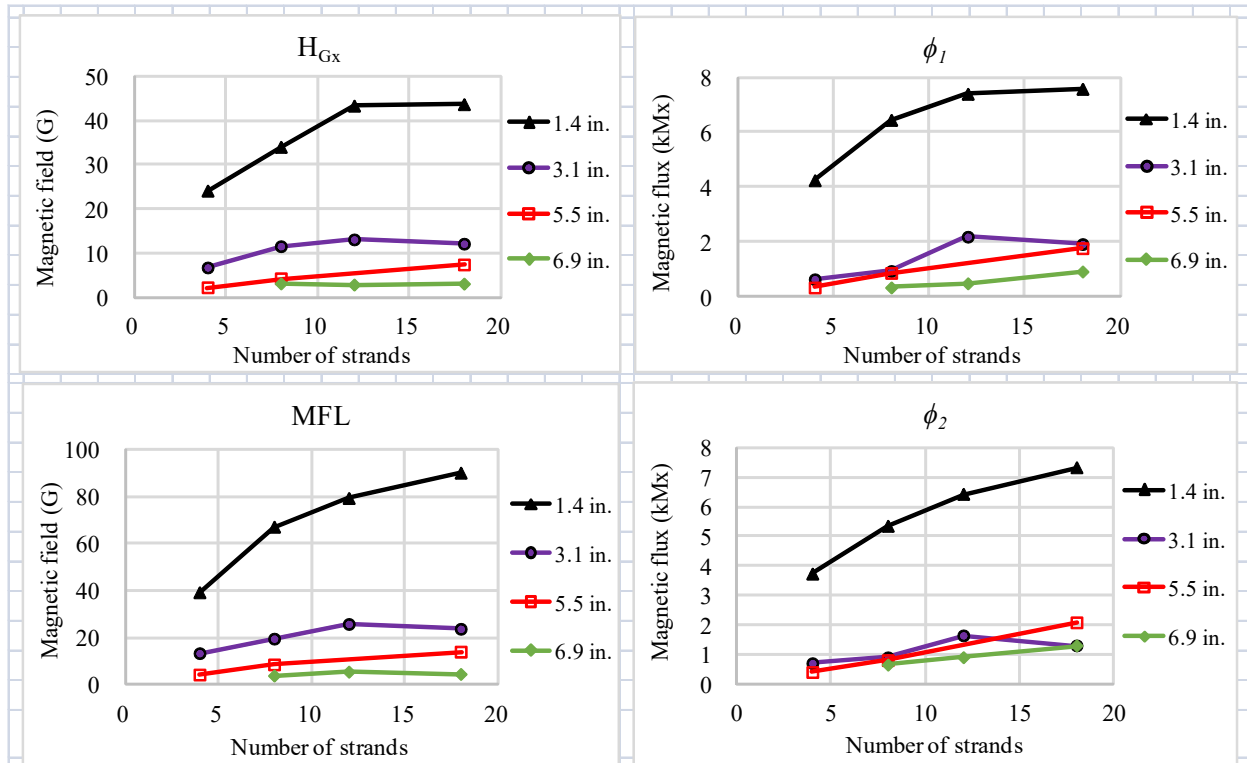 H_Gx
Magnetic field (G)
50
40
30
20
10
0
0 5 10 15 20
Number of strands
1.4 in.
3.1 in.
5.5 in.
6.9 in.
ϕ_1
Magnetic flux (kMx)
8
6
4
2
0
0 5 10 15 20
Number of strands
1.4 in.
3.1 in.
5.5 in.
6.9 in.
MFL
Magnetic field (G)
100
80
60
40
20
0
0 5 10 15 20
Number of strands
1.4 in.
3.1 in.
5.5 in.
6.9 in.
ϕ_2
Magnetic flux (kMx)
8
7
6
5
4
3
2
1
0
0 5 10 15 20
Number of strands
1.4 in.
3.1 in.
5.5 in.
6.9 in.